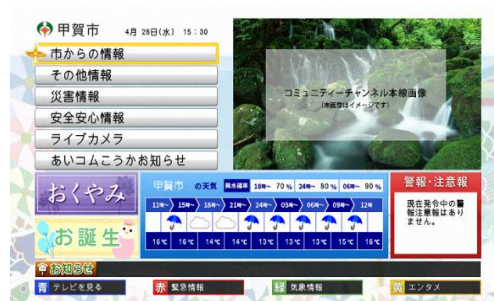 甲賀市 4月 28日(水) 15:30
市からの情報
その他情報
災害情報
安全安心情報
ライブカメラ
あいコムこうかお知らせ
コミュニティーチャンネル本線画像
(本画像はイメージです)
おくやみ
お誕生
甲賀市 の天気 降水確率 18時~ 70% 24時~ 80% 06時~ 90%
12時~ 15時~ 18時~ 21時~ 24時~ 03時~ 06時~ 09時~ 12時
16℃ 16℃ 14℃ 14℃ 13℃ 13℃ 13℃ 15℃ 16℃
警報・注意報
現在発令中の警
報注意報はあり
ません。
お知らせ
青 テレビを見る 赤 緊急情報 緑 気象情報 黄 エンタメ